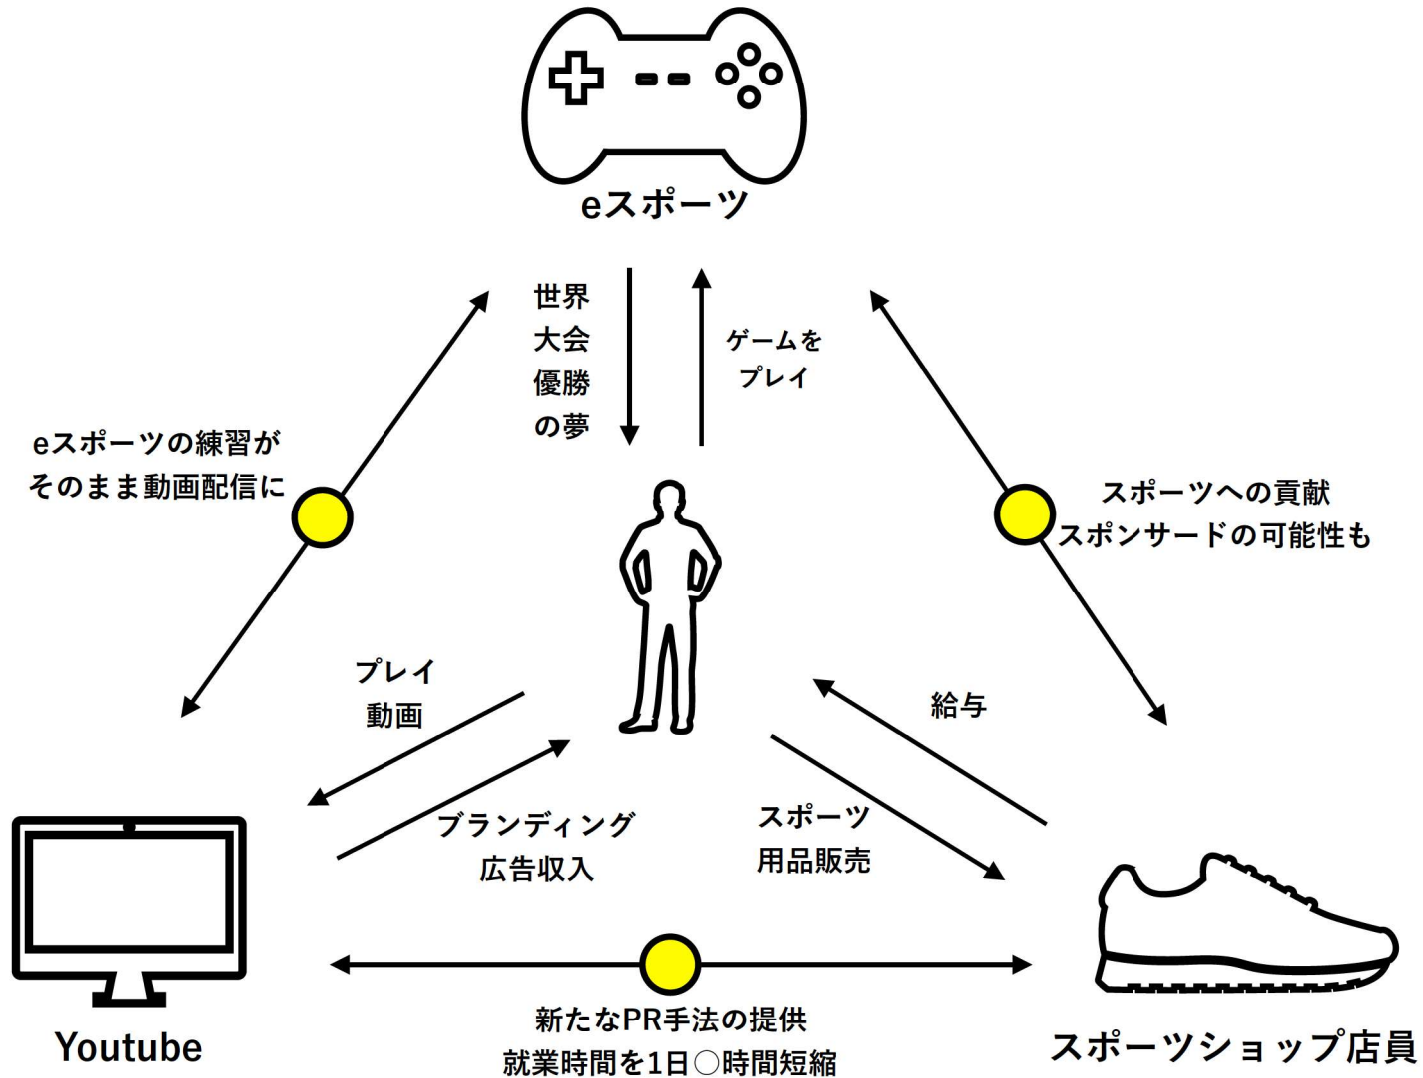 eスポーツ
世界
大会
優勝
の夢
ゲームを
プレイ
eスポーツの練習が
そのまま動画配信に
スポーツへの貢献
スポンサードの可能性も
プレイ
動画
給与
ブランディング
広告収入
スポーツ
用品販売
Youtube
新たなPR手法の提供
就業時間を1日○時間短縮
スポーツショップ店員